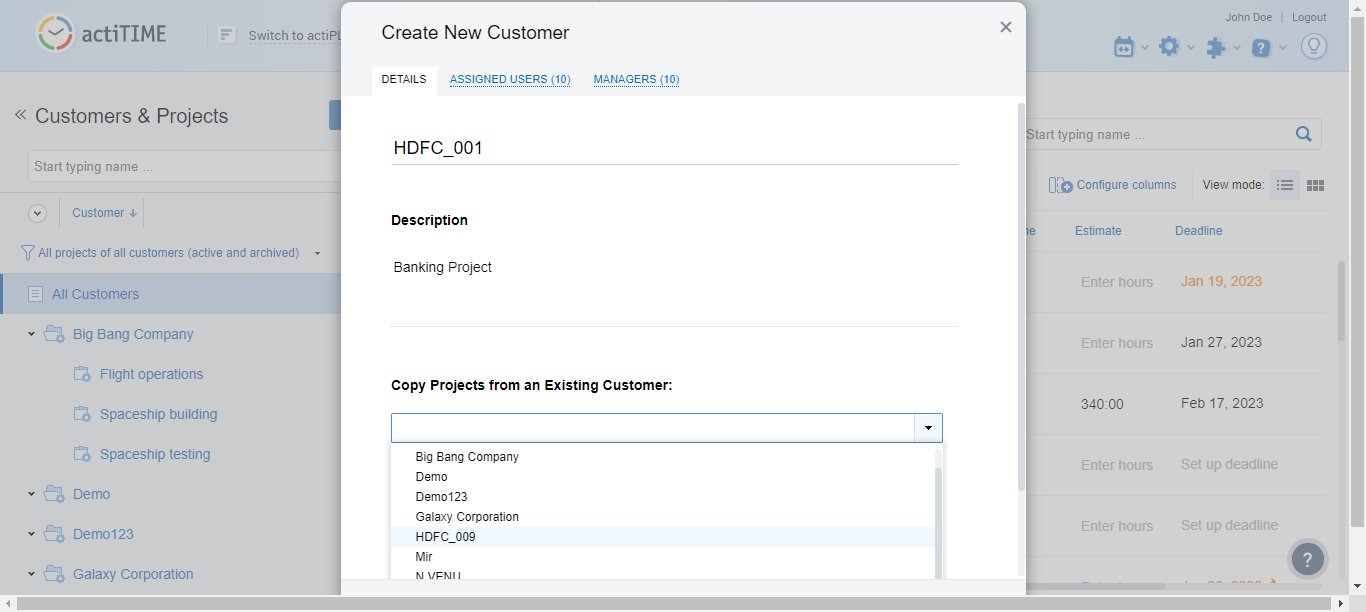 John Doe | Logout
actiTIME
Switch to actiPL
Create New Customer
DETAILS ASSIGNED USERS (10) MANAGERS (10)
Customers & Projects
Start typing name ...
Customer
All projects of all customers (active and archived)
All Customers
Big Bang Company
Flight operations
Spaceship building
Spaceship testing
Demo
Demo123
Galaxy Corporation
HDFC_001
Description
Banking Project
Copy Projects from an Existing Customer:
Big Bang Company
Demo
Demo123
Galaxy Corporation
HDFC_009
Mir
N VENU
Start typing name ...
Configure columns View mode:
Estimate Deadline
Enter hours Jan 19, 2023
Enter hours Jan 27, 2023
340:00 Feb 17, 2023
Enter hours Set up deadline
Enter hours Set up deadline
?